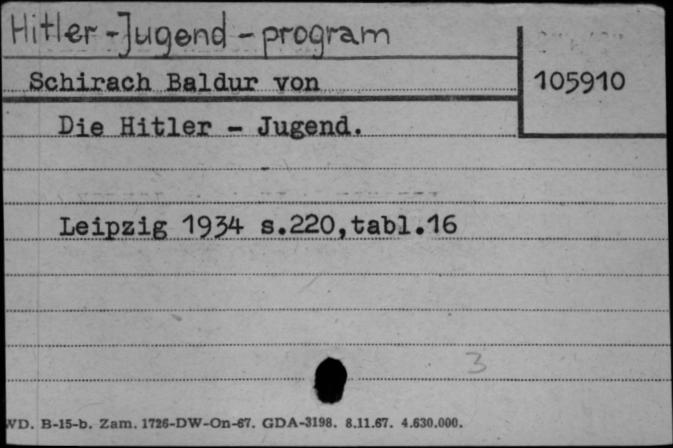 Hitler-Jugend-program
Schirach Baldur von
105910
Die Hitler - Jugend.
Leipzig 1934 s.220,tabl.16
3
WD. B-15-b. Zam. 1726-DW-On-67. GDA-3198. 8.11.67. 4.630.000.